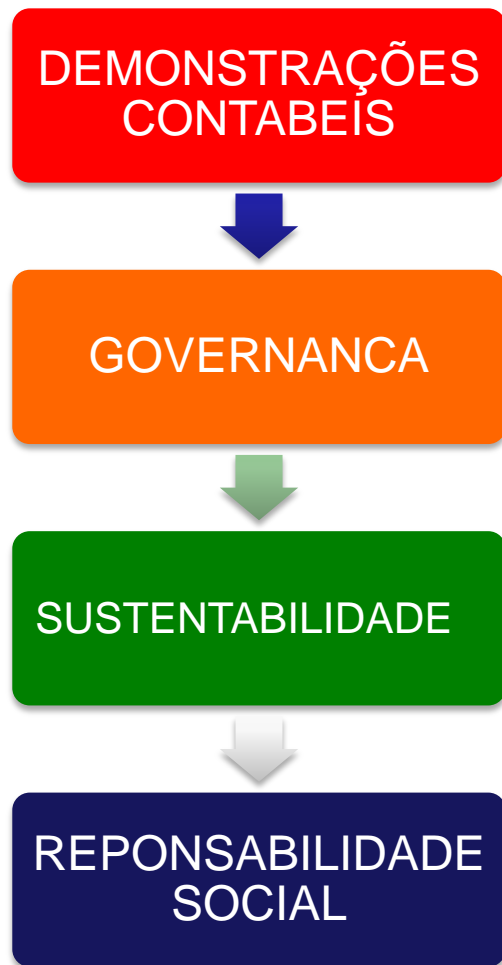 DEMONSTRAÇÕES
CONTABEIS
GOVERNANCA
SUSTENTABILIDADE
REPONSABILIDADE
SOCIAL